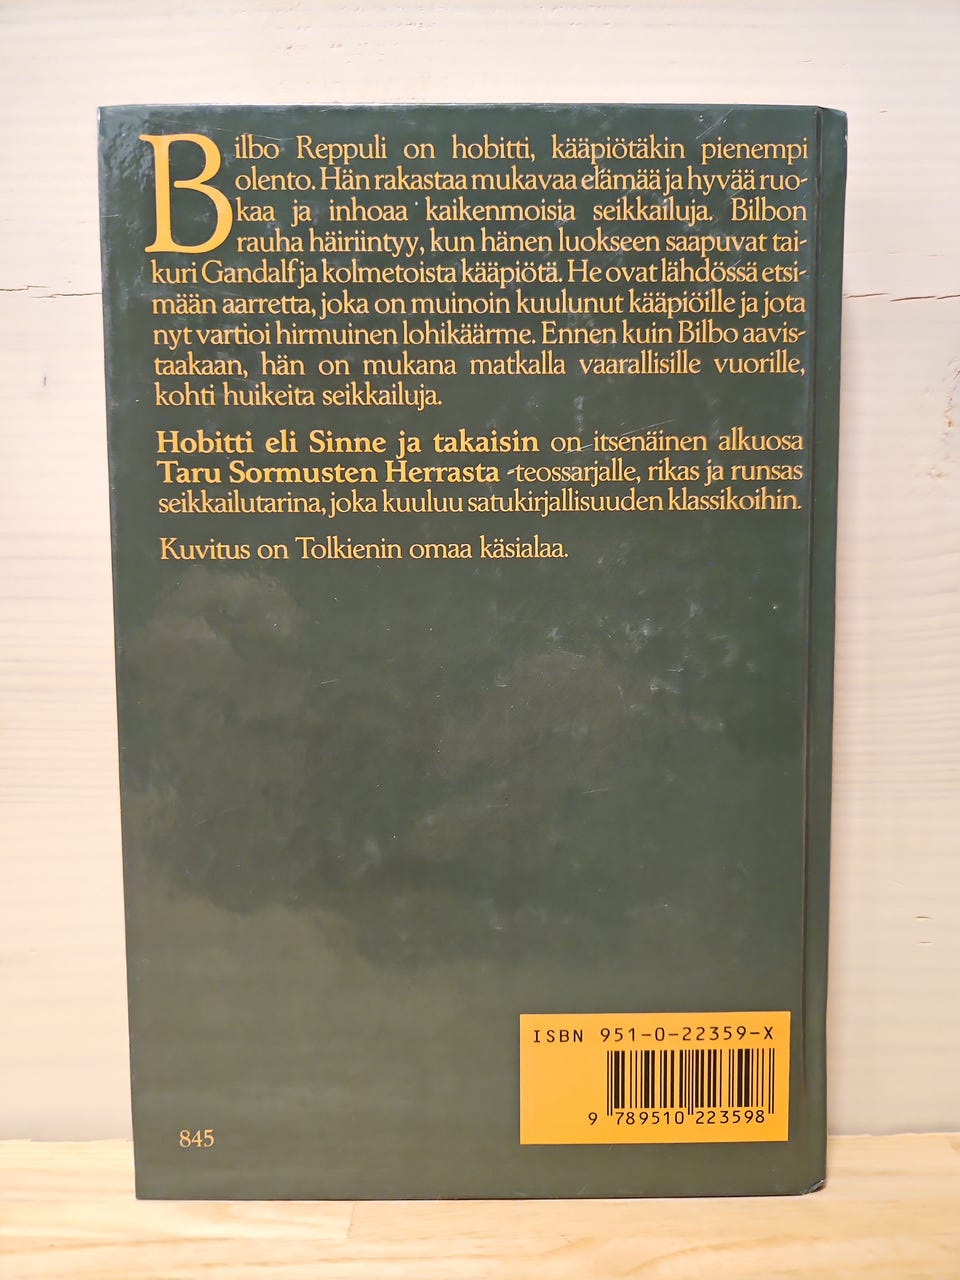 Bilbo Reppuli on hobitti, kääpiötäkin pienempi
olento. Hän rakastaa mukavaa elämää ja hyvää ruo-
kaa ja inhoaa kaikenmoisia seikkailuja. Bilbon
rauha häiriintyy, kun hänen luokseen saapuvat tai-
kuri Gandalf ja kolmetoista kääpiötä. He ovat lähdössä etsi-
mään aarretta, joka on muinoin kuulunut kääpiöille ja jota
nyt vartioi hirmuinen lohikäärme. Ennen kuin Bilbo aavis-
taakaan, hän on mukana matkalla vaarallisille vuorille,
kohti huikeita seikkailuja.
Hobitti eli Sinne ja takaisin on itsenäinen alkuosa
Taru Sormusten Herrasta -teossarjalle, rikas ja runsas
seikkailutarina, joka kuuluu satukirjallisuuden klassikoihin.
Kuvitus on Tolkienin omaa käsialaa.
ISBN 951-0-22359-X
9 789510 223598
845